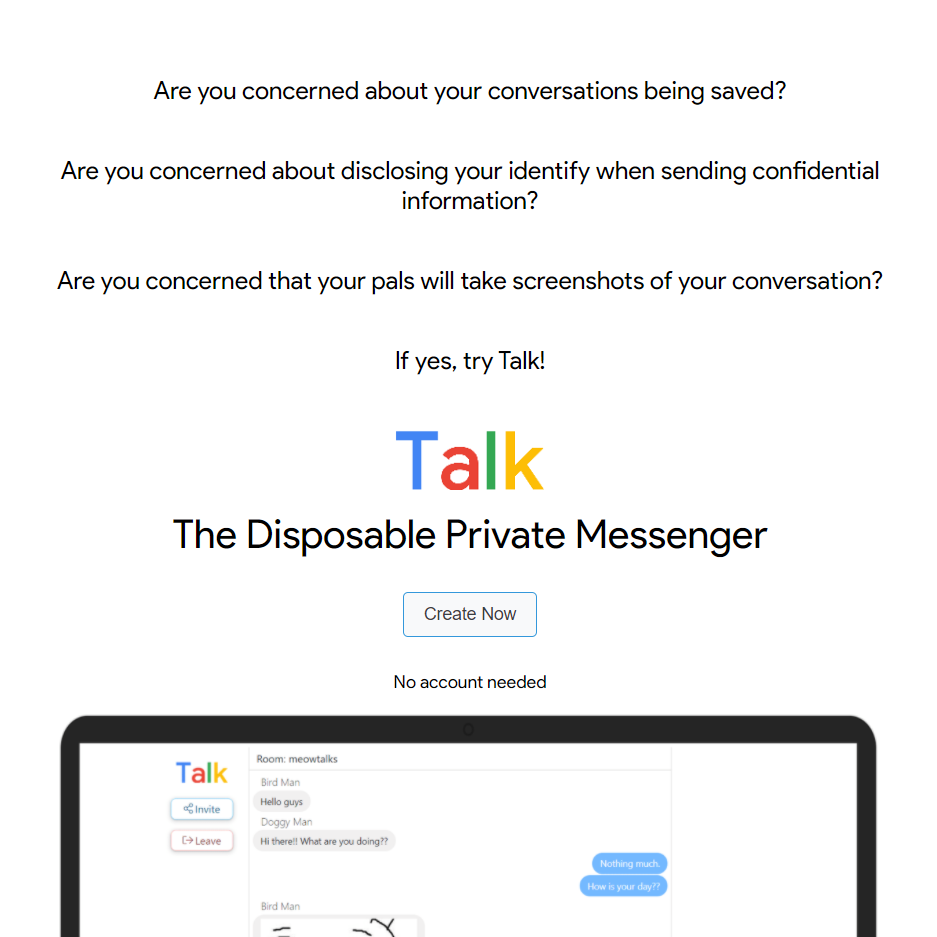 Are you concerned about your conversations being saved?
Are you concerned about disclosing your identify when sending confidential
information?
Are you concerned that your pals will take screenshots of your conversation?
If yes, try Talk!
Talk
The Disposable Private Messenger
Create Now
No account needed
Room: meowtalks
Talk
Bird Man
Hello guys
Invite
Doggy Man
Hi there!! What are you doing??
Leave
Nothing much.
How is your day??
Bird Man